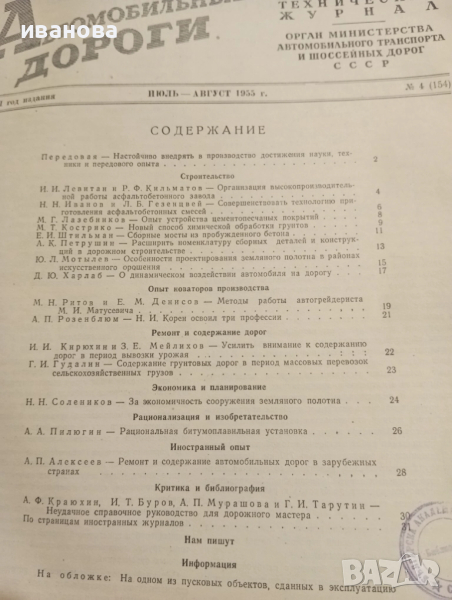 иванова
АВТОМОБИЛЬНЫЕ
ДОРОГИ
ТЕХНИЧЕСКИЙ
ЖУРНАЛ
ОРГАН МИНИСТЕРСТВА
АВТОМОБИЛЬНОГО ТРАНСПОРТА
И ШОССЕЙНЫХ ДОРОГ
СССР
год издания
ИЮЛЬ — АВГУСТ 1955 г.
№ 4 (154)
СОДЕРЖАНИЕ
Передовая — Настойчиво внедрять в производство достижения науки, тех-
ники и передового опыта 2
Строительство
И. И. Левитан и Р. Ф. Кильматов — Организация высокопроизводитель-
ной работы асфальтобетонного завода 4
Н. Н. Иванов и Л. Б. Гезенцвей — Совершенствовать технологию при-
готовления асфальтобетонных смесей 6
М. Г. Лазебников — Опыт устройства цементопесчаных покрытий 8
М. Т. Кострико — Новый способ химической обработки грунтов 9
Е. И. Штильман — Сборные мосты из пробужденного бетона 11
А. К. Петрушин — Расширить номенклатуру сборных деталей и конструк-
ций в дорожном строительстве 13
Ю. Л. Мотылев — Особенности проектирования земляного полотна в районах
искусственного орошения 15
Д. Ю. Харлаб — О динамическом воздействии автомобиля на дорогу 17
Опыт новаторов производства
М. Н. Ритов и Е. М. Денисов — Методы работы автогрейдериста
М. И. Матусевича 19
А. П. Розенблюм — Н. И. Корен освоил три профессии 21
Ремонт и содержание дорог
И. И. Кирюхин и З. Е. Мейлихов — Усилить внимание к содержанию
дорог в период вывозки урожая 22
Г. И. Гудалин — Содержание грунтовых дорог в период массовых перевозок
сельскохозяйственных грузов 23
Экономика и планирование
Н. Н. Солеников — За экономичность сооружения земляного полотна 24
Рационализация и изобретательство
А. А. Пилюгин — Рациональная битумоплавильная установка 26
Иностранный опыт
А. П. Алексеев — Ремонт и содержание автомобильных дорог в зарубежных
странах 28
Критика и библиография
А. Ф. Краюхин, И. Т. Буров, А. П. Мурашова и Г. И. Тарутин —
Неудачное справочное руководство для дорожного мастера 30
По страницам иностранных журналов 31
Нам пишут
Информация
На обложке: На одном из пусковых объектов, сданных в эксплуатацию
BAZAR